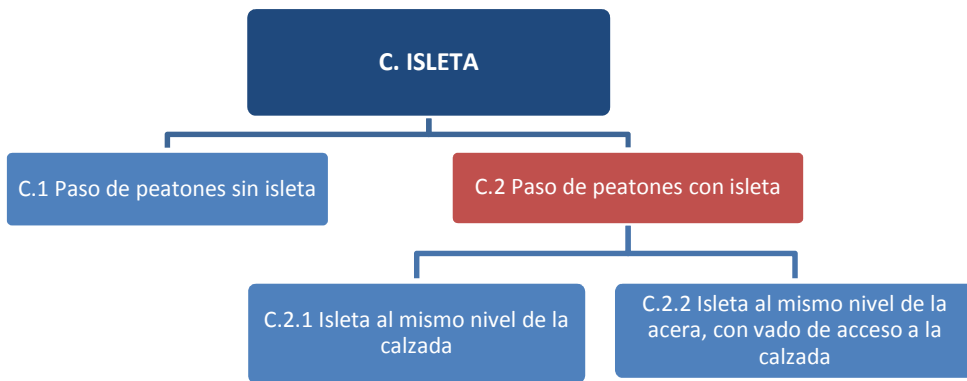 C. ISLETA
C.1 Paso de peatones sin isleta
C.2 Paso de peatones con isleta
C.2.1 Isleta al mismo nivel de la
calzada
C.2.2 Isleta al mismo nivel de la
acera, con vado de acceso a la
calzada